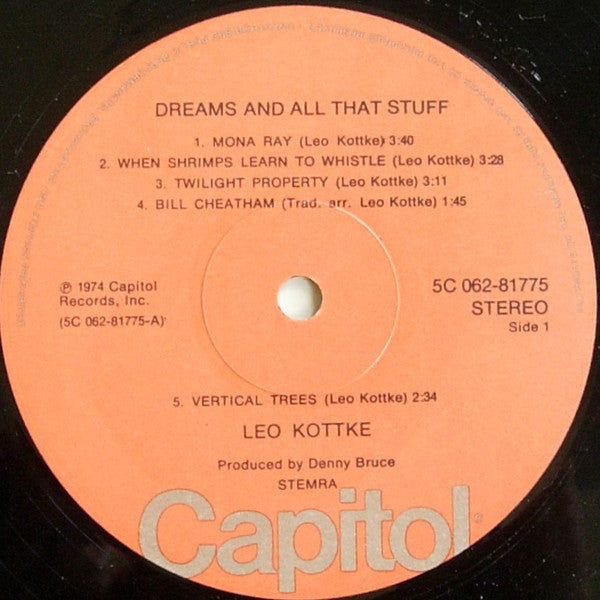 DREAMS AND ALL THAT STUFF
1. MONA RAY (Leo Kottke) 3:40
2. WHEN SHRIMPS LEARN TO WHISTLE (Leo Kottke) 3:28
3. TWILIGHT PROPERTY (Leo Kottke) 3:11
4. BILL CHEATHAM (Trad. arr. Leo Kottke) 1:45
℗ 1974 Capitol
Records, Inc.
(5C 062-81775-A)
5C 062-81775
STEREO
Side 1
5. VERTICAL TREES (Leo Kottke) 2:34
LEO KOTTKE
Produced by Denny Bruce
STEMRA
Capitol